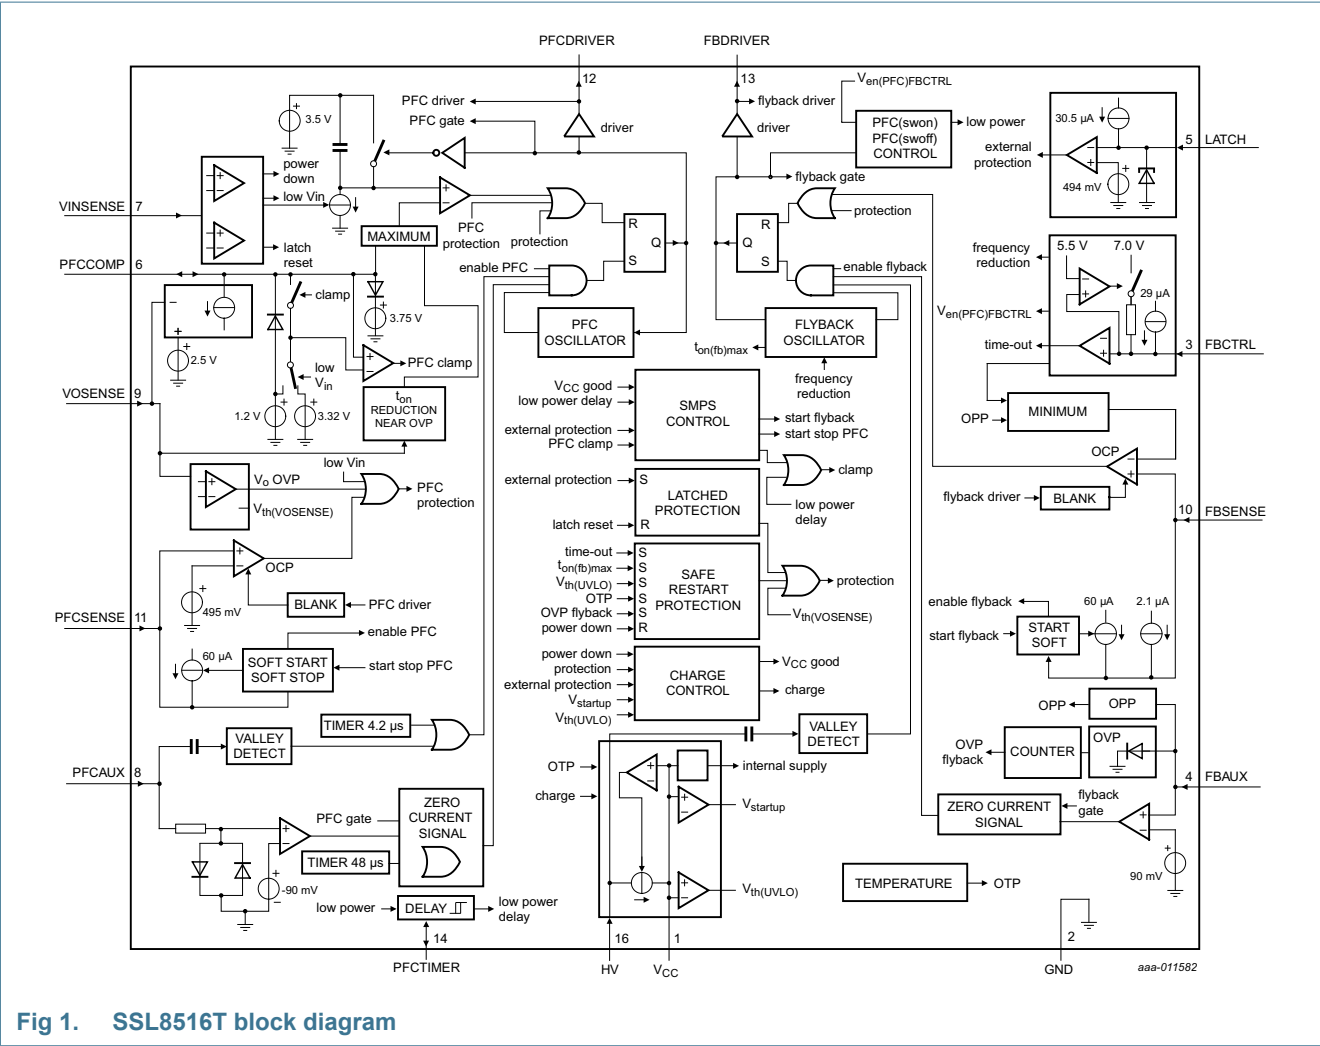 PFCDRIVER
FBDRIVER
12
13
PFC driver
PFC gate
driver
flyback driver
driver
Ven(PFC)FBCTRL
PFC(swon)
PFC(swoff)
CONTROL
low power
flyback gate
3.5 V
30.5 µA
external
protection
494 mV
5
LATCH
power
down
low Vin
latch
reset
VINSENSE
7
MAXIMUM
PFC
protection
protection
R
Q
S
R
Q
S
protection
PFCCOMP
6
clamp
3.75 V
2.5 V
enable PFC
enable flyback
PFC
OSCILLATOR
FLYBACK
OSCILLATOR
ton(fb)max
frequency
reduction
frequency
reduction
5.5 V
7.0 V
29 µA
Ven(PFC)FBCTRL
time-out
3
FBCTRL
PFC clamp
low
Vin
1.2 V
3.32 V
ton
REDUCTION
NEAR OVP
VOSENSE
9
VCC good
low power delay
external protection
PFC clamp
SMPS
CONTROL
start flyback
start stop PFC
clamp
low power
delay
OPP
MINIMUM
OCP
flyback driver
BLANK
10
FBSENSE
low Vin
Vo OVP
Vth(VOSENSE)
PFC
protection
external protection
latch reset
S
R
LATCHED
PROTECTION
OCP
495 mV
BLANK
PFC driver
PFCSENSE
11
time-out
ton(fb)max
Vth(UVLO)
OTP
OVP flyback
power down
S
S
S
S
S
R
SAFE
RESTART
PROTECTION
protection
Vth(VOSENSE)
enable PFC
60 µA
SOFT START
SOFT STOP
start stop PFC
enable flyback
start flyback
START
SOFT
60 µA
2.1 µA
power down
protection
external protection
Vstartup
Vth(UVLO)
CHARGE
CONTROL
VCC good
charge
TIMER 4.2 µs
VALLEY
DETECT
VALLEY
DETECT
PFCAUX
8
OPP
OPP
OVP
flyback
COUNTER
OVP
4
FBAUX
OTP
charge
internal supply
Vstartup
Vth(UVLO)
ZERO CURRENT
SIGNAL
flyback
gate
90 mV
PFC gate
ZERO
CURRENT
SIGNAL
TIMER 48 µs
-90 mV
low power
DELAY
low power
delay
TEMPERATURE
OTP
14
PFCTIMER
16
HV
1
VCC
2
GND
aaa-011582
Fig 1. SSL8516T block diagram